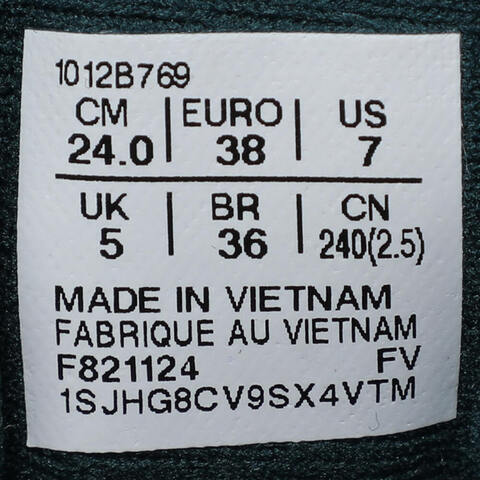 1012B769
CM | EURO | US
24.0 | 38 | 7
UK | BR | CN
5 | 36 | 240(2.5)
MADE IN VIETNAM
FABRIQUE AU VIETNAM
F821124 FV
1SJHG8CV9SX4VTM